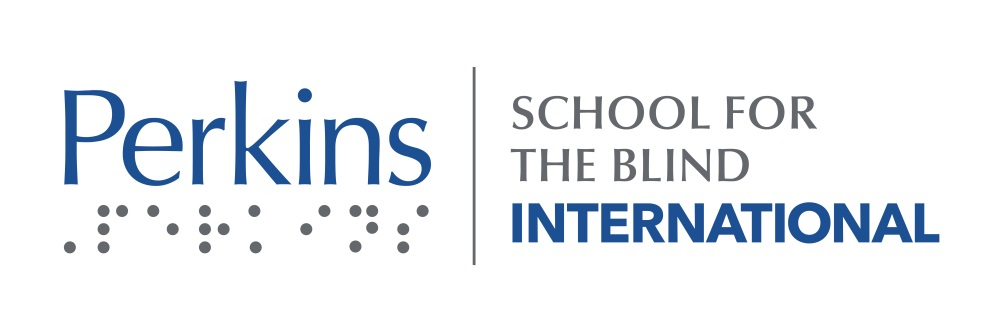 Perkins
⠠⠏⠑⠗⠅⠊⠝⠎
SCHOOL FOR
THE BLIND
INTERNATIONAL